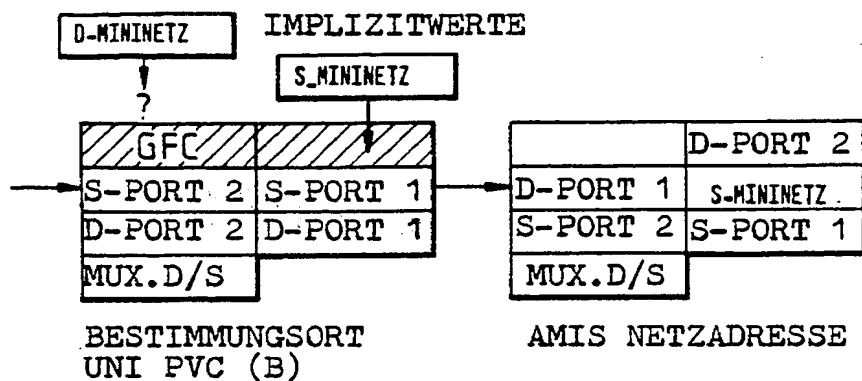 D-MININETZ
IMPLIZITWERTE
S_MININETZ
?
GFC
S-PORT 2 S-PORT 1
D-PORT 2 D-PORT 1
MUX.D/S
D-PORT 2
D-PORT 1 S-MININETZ
S-PORT 2 S-PORT 1
MUX.D/S
BESTIMMUNGSORT
UNI PVC (B)
AMIS NETZADRESSE